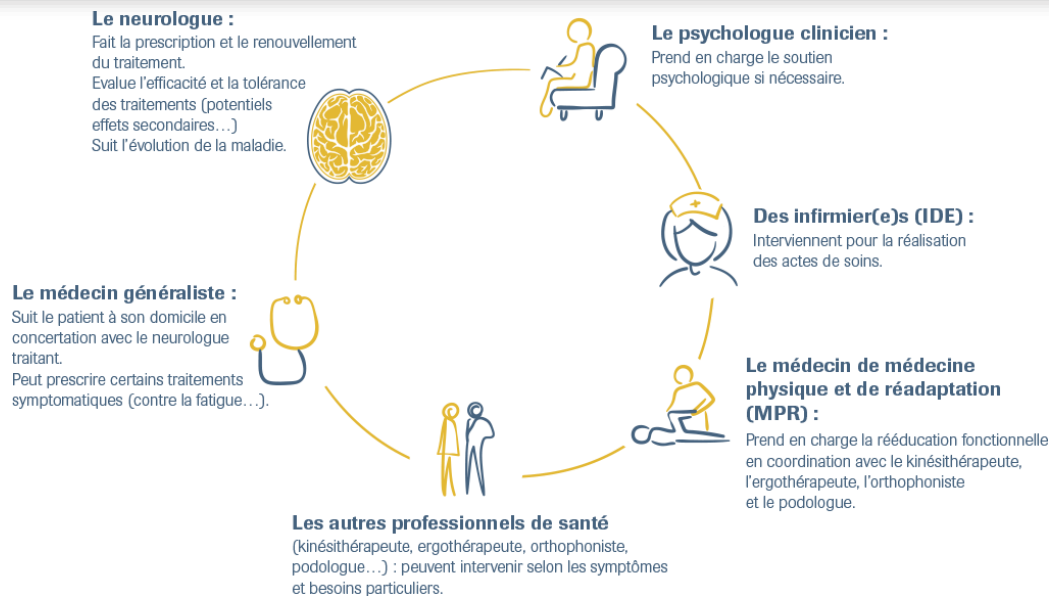 Le neurologue :
Fait la prescription et le renouvellement
du traitement.
Evalue l'efficacité et la tolérance
des traitements (potentiels
effets secondaires...)
Suit l'évolution de la maladie.
Le psychologue clinicien :
Prend en charge le soutien
psychologique si nécessaire.
Des infirmier(e)s (IDE) :
Interviennent pour la réalisation
des actes de soins.
Le médecin généraliste :
Suit le patient à son domicile en
concertation avec le neurologue
traitant.
Peut prescrire certains traitements
symptomatiques (contre la fatigue...).
Le médecin de médecine
physique et de réadaptation
(MPR) :
Prend en charge la rééducation fonctionnelle
en coordination avec le kinésithérapeute,
l'ergothérapeute, l'orthophoniste
et le podologue.
Les autres professionnels de santé
(kinésithérapeute, ergothérapeute, orthophoniste,
podologue...) : peuvent intervenir selon les symptômes
et besoins particuliers.